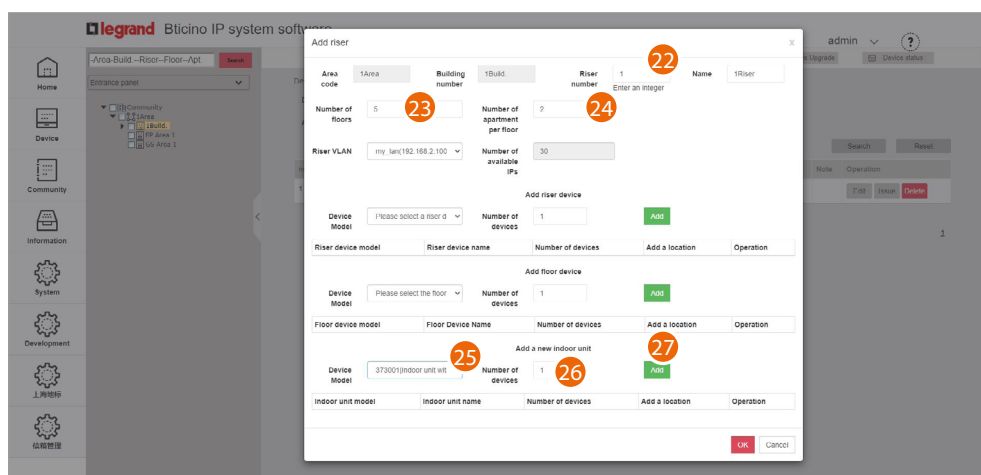 legrand Bticino IP system software
admin
?
-Area-Build.--Riser--Floor--Apt.
Search
Upgrade
Device status
Home
Entrance panel
Community
1Area
1Build.
EP Area 1
GS Area 1
Device
Community
Information
System
Development
上海地标
信箱管理
Search
Reset
Note
Operation
Edit
Issue
Delete
1
Add riser
x
Area code
1Area
Building number
1Build.
Riser number
1
22
Enter an integer
Name
1Riser
Number of floors
5
23
Number of apartment per floor
2
24
Riser VLAN
my_lan(192.168.2.100
Number of available IPs
30
Add riser device
Device Model
Please select a riser d
Number of devices
1
Add
Riser device model
Riser device name
Number of devices
Add a location
Operation
Add floor device
Device Model
Please select the floor
Number of devices
1
Add
Floor device model
Floor Device Name
Number of devices
Add a location
Operation
Add a new indoor unit
27
Device Model
373001(Indoor unit wit
25
Number of devices
1
26
Add
Indoor unit model
Indoor unit name
Number of devices
Add a location
Operation
OK
Cancel